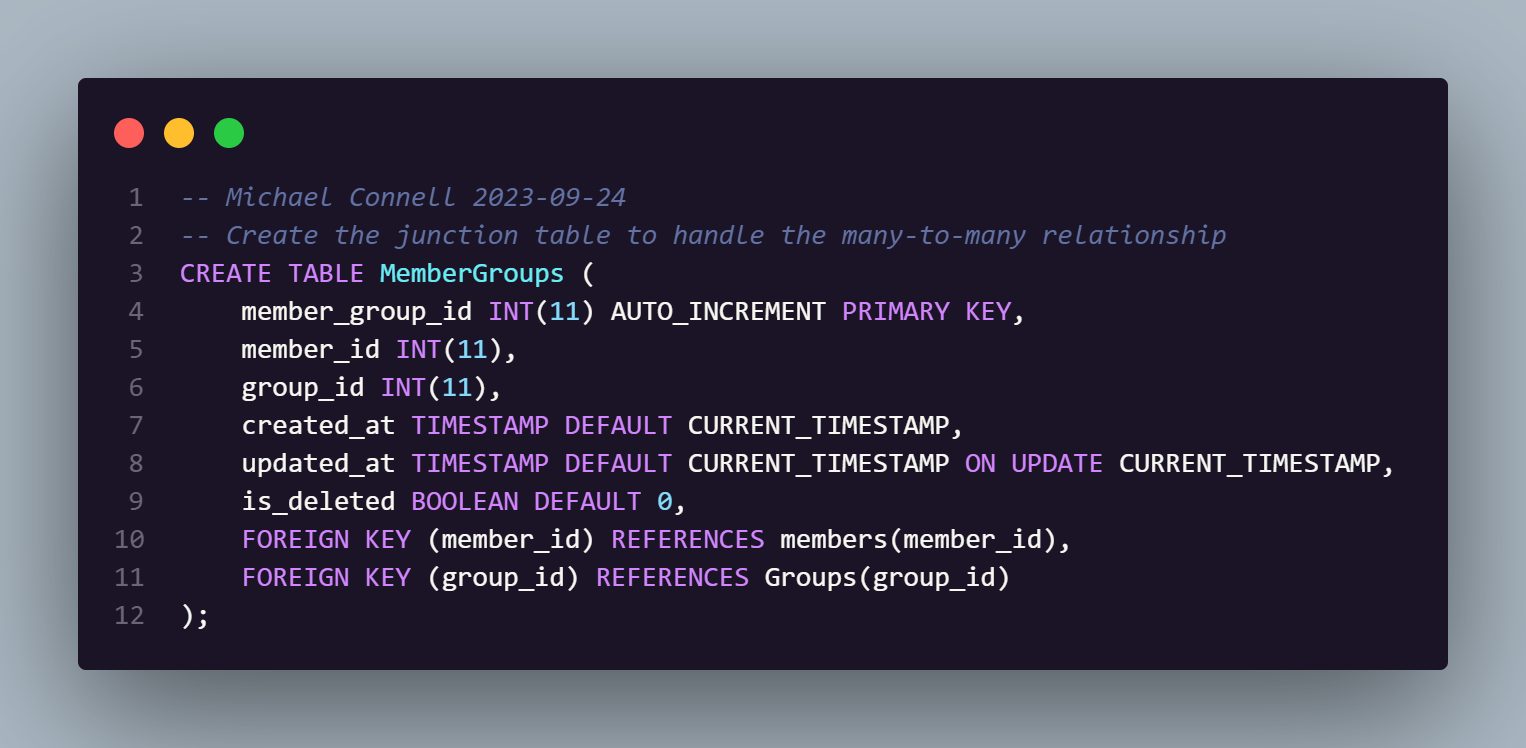 1 -- Michael Connell 2023-09-24
2 -- Create the junction table to handle the many-to-many relationship
3 CREATE TABLE MemberGroups (
4     member_group_id INT(11) AUTO_INCREMENT PRIMARY KEY,
5     member_id INT(11),
6     group_id INT(11),
7     created_at TIMESTAMP DEFAULT CURRENT_TIMESTAMP,
8     updated_at TIMESTAMP DEFAULT CURRENT_TIMESTAMP ON UPDATE CURRENT_TIMESTAMP,
9     is_deleted BOOLEAN DEFAULT 0,
10     FOREIGN KEY (member_id) REFERENCES members(member_id),
11     FOREIGN KEY (group_id) REFERENCES Groups(group_id)
12 );